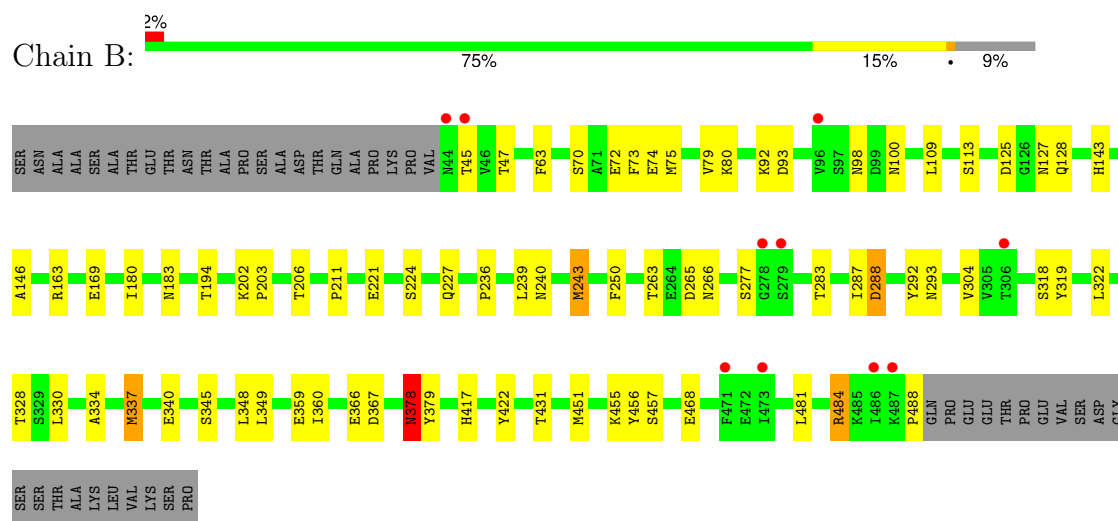 2%
Chain B:
75% 15% • 9%
SER ASN ALA ALA SER ALA THR GLU THR ASN THR ALA PRO SER ALA ASP THR GLN ALA PRO LYS PRO VAL N44 T45 V46 T47 F63 S70 A71 E72 F73 E74 M75 V79 K80 K92 D93 V96 S97 N98 D99 N100 L109 S113 D125 G126 N127 Q128 H143
A146 R163 E169 I180 N183 T194 K202 P203 T206 P211 E221 S224 Q227 P236 L239 N240 M243 F250 T263 E264 D265 N266 S277 G278 S279 T283 I287 D288 Y292 N293 V304 V305 T306 S318 Y319 L322
T328 S329 L330 A334 M337 E340 S345 L348 L349 E359 I360 E366 D367 N378 Y379 H417 Y422 T431 M451 K455 Y456 S457 E468 F471 E472 I473 L481 R484 K485 I486 K487 P488 GLN PRO GLU GLU THR PRO GLU VAL SER ASP GLY
SER SER THR ALA LYS LEU VAL LYS SER PRO